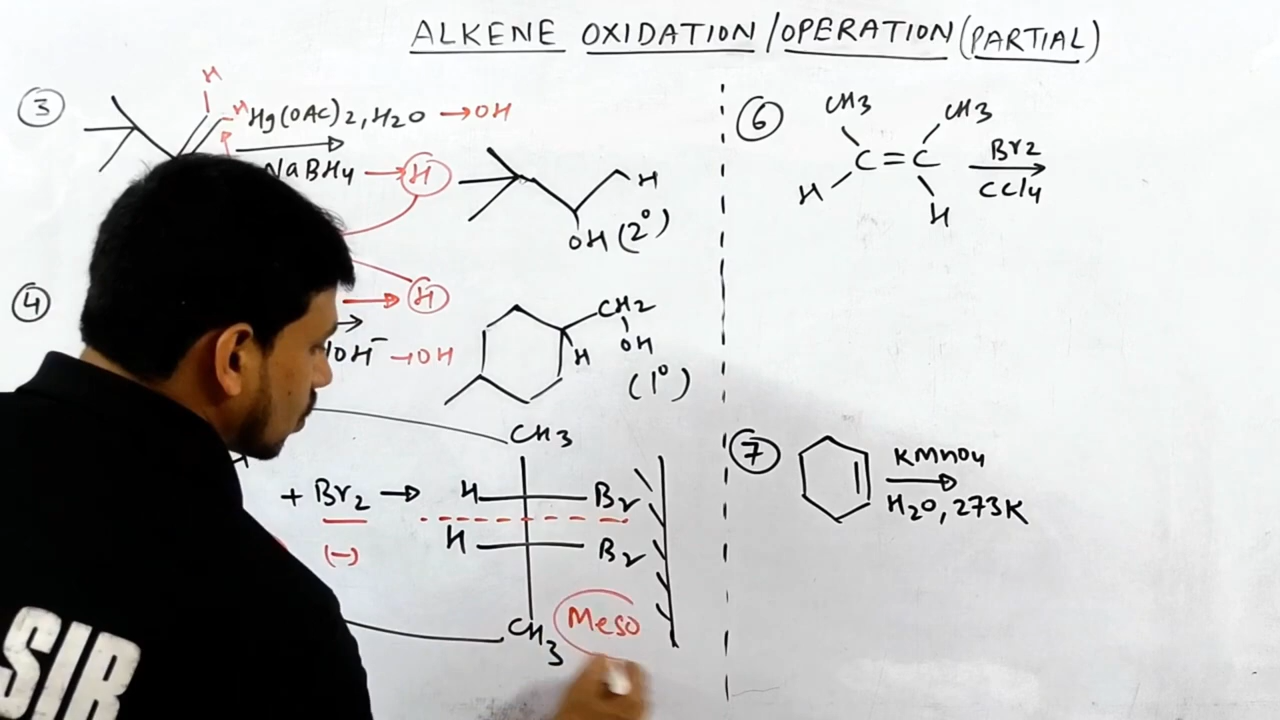 ALKENE OXIDATION/OPERATION(PARTIAL)
3
H
H
Hg(OAC)2, H2O → OH
NaBH4 → H
H
OH (2°)
4
→ H
OH⁻ → OH
CH2
OH
H
(1°)
+ Br2 →
(-)
CH3
H Br
H Br
CH3
Meso
6
CH3 CH3
C=C
H H
Br2
CCl4
7
KMnO4
H2O, 273K
SIR